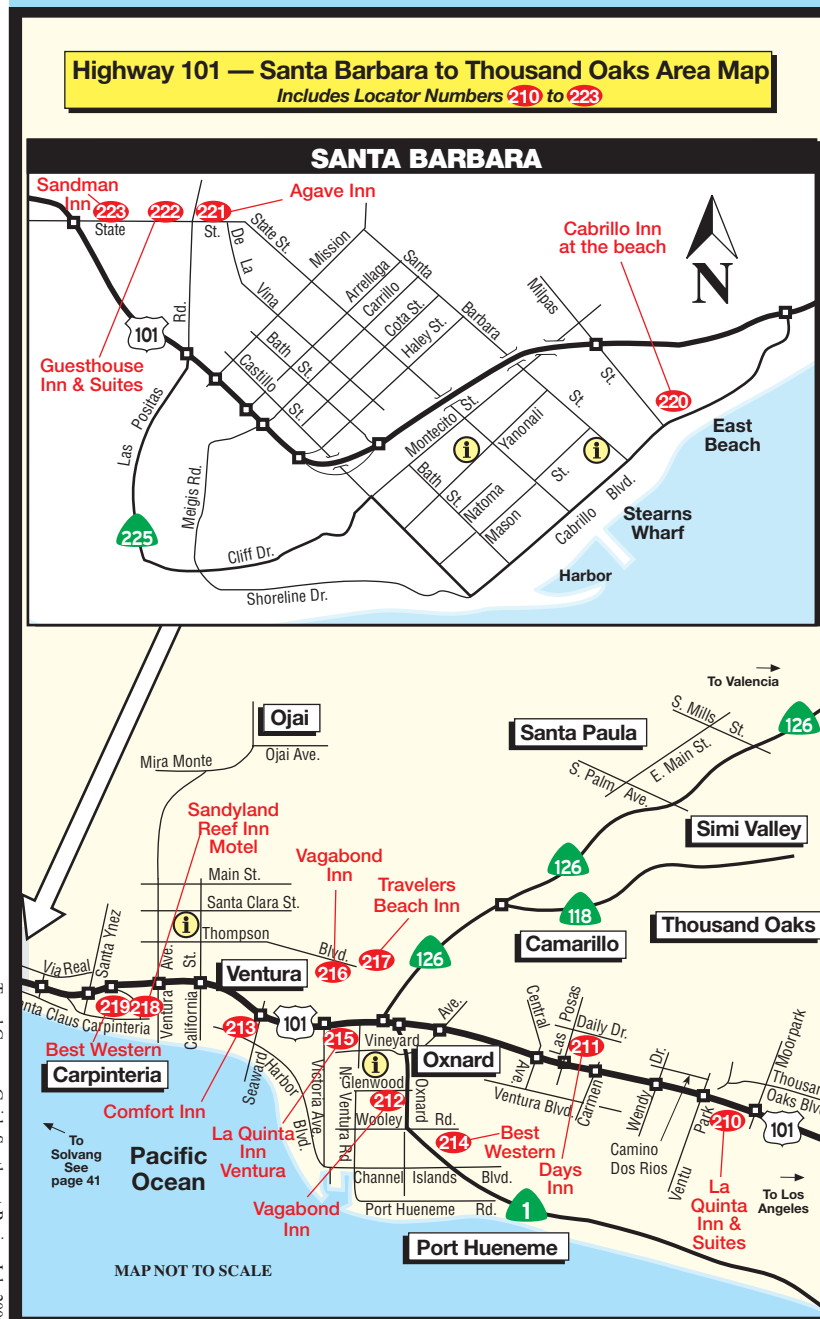 Highway 101 — Santa Barbara to Thousand Oaks Area Map
Includes Locator Numbers 210 to 223
SANTA BARBARA
Sandman
Inn
223
222
221
Agave Inn
State
St.
State St.
De
La
Vina
Mission
Santa
Barbara
St.
Arrellaga
Carrillo
Cota St.
Haley St.
Milpas
St.
Cabrillo Inn
at the beach
N
Rd.
101
Guesthouse
Inn & Suites
Bath
St.
Castillo
St.
Las
Positas
220
East
Beach
Montecito
St.
Yanonali
St.
i
i
Meigis Rd.
Bath
St.
Natoma
Mason
Cabrillo
Blvd.
Stearns
Wharf
225
Cliff Dr.
Harbor
Shoreline Dr.
To Valencia
Ojai
Ojai Ave.
Mira Monte
Santa Paula
S. Mills
St.
126
E. Main St.
S. Palm
Ave.
Simi Valley
Sandyland
Reef Inn
Motel
Vagabond
Inn
Travelers
Beach Inn
126
118
Main St.
Santa Clara St.
Thompson
Blvd.
i
Thousand Oaks
Camarillo
216
217
126
Via Real
Santa Ynez
Ave.
St.
Ventura
Ventura
California
219
218
Carpinteria
Claus
Best Western
Carpinteria
213
101
215
Vineyard
Ave.
Oxnard
Central
Ave.
Las Posas
Daily Dr.
211
Moorpark
Comfort Inn
Seaward
Harbor
Blvd.
Victoria Ave.
N. Ventura Rd.
i
Glenwood
212
Oxnard
Wooley
Rd.
Ventura Blvd.
Carmen
Wendy
Dr.
Camino
Dos Rios
Ventu
Park
210
Oaks
101
La Quinta
Inn
Ventura
214
Best
Western
Days
Inn
La
Quinta
Inn &
Suites
To
Solvang
See
page 41
Pacific
Ocean
Vagabond
Inn
Channel
Islands
Blvd.
Port Hueneme
Rd.
1
To Los
Angeles
Port Hueneme
MAP NOT TO SCALE